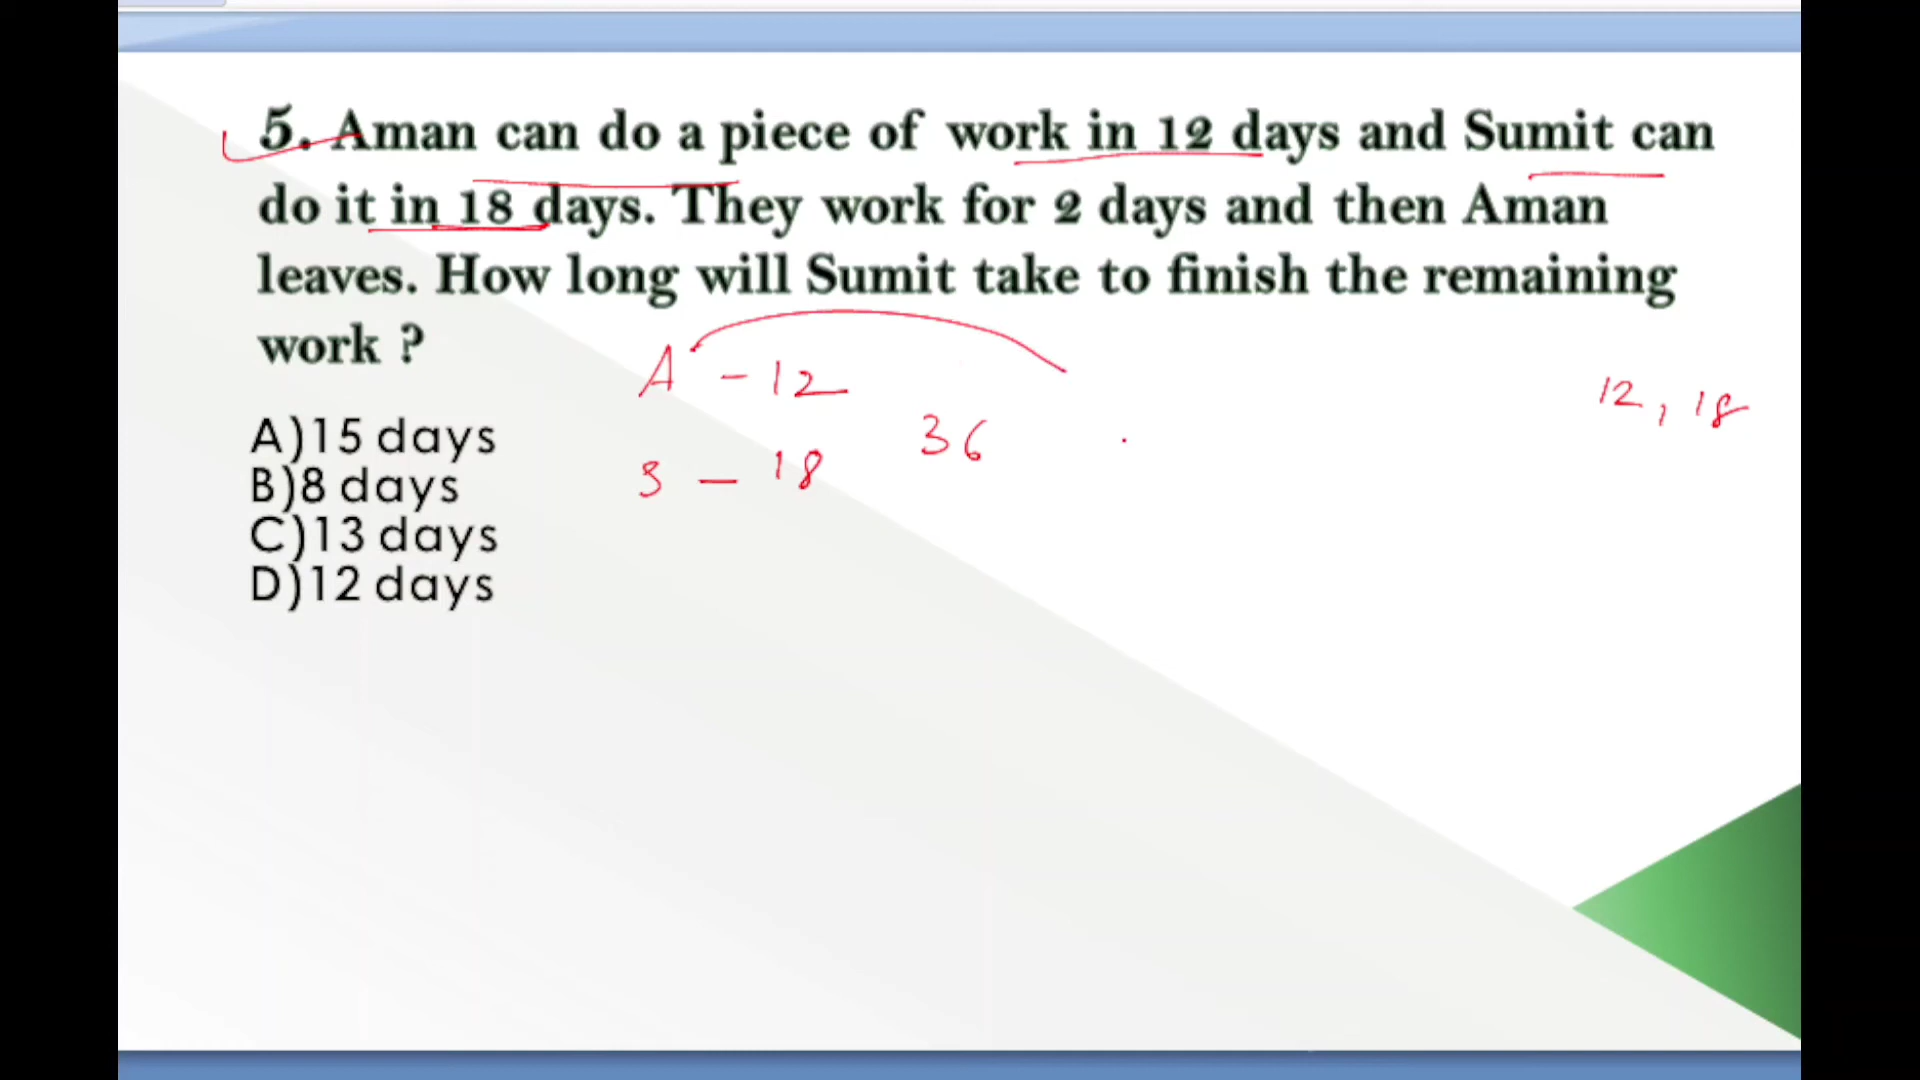 5. Aman can do a piece of work in 12 days and Sumit can
do it in 18 days. They work for 2 days and then Aman
leaves. How long will Sumit take to finish the remaining
work ?
A)15 days
B)8 days
C)13 days
D)12 days
A - 12
36
S - 18
12, 18